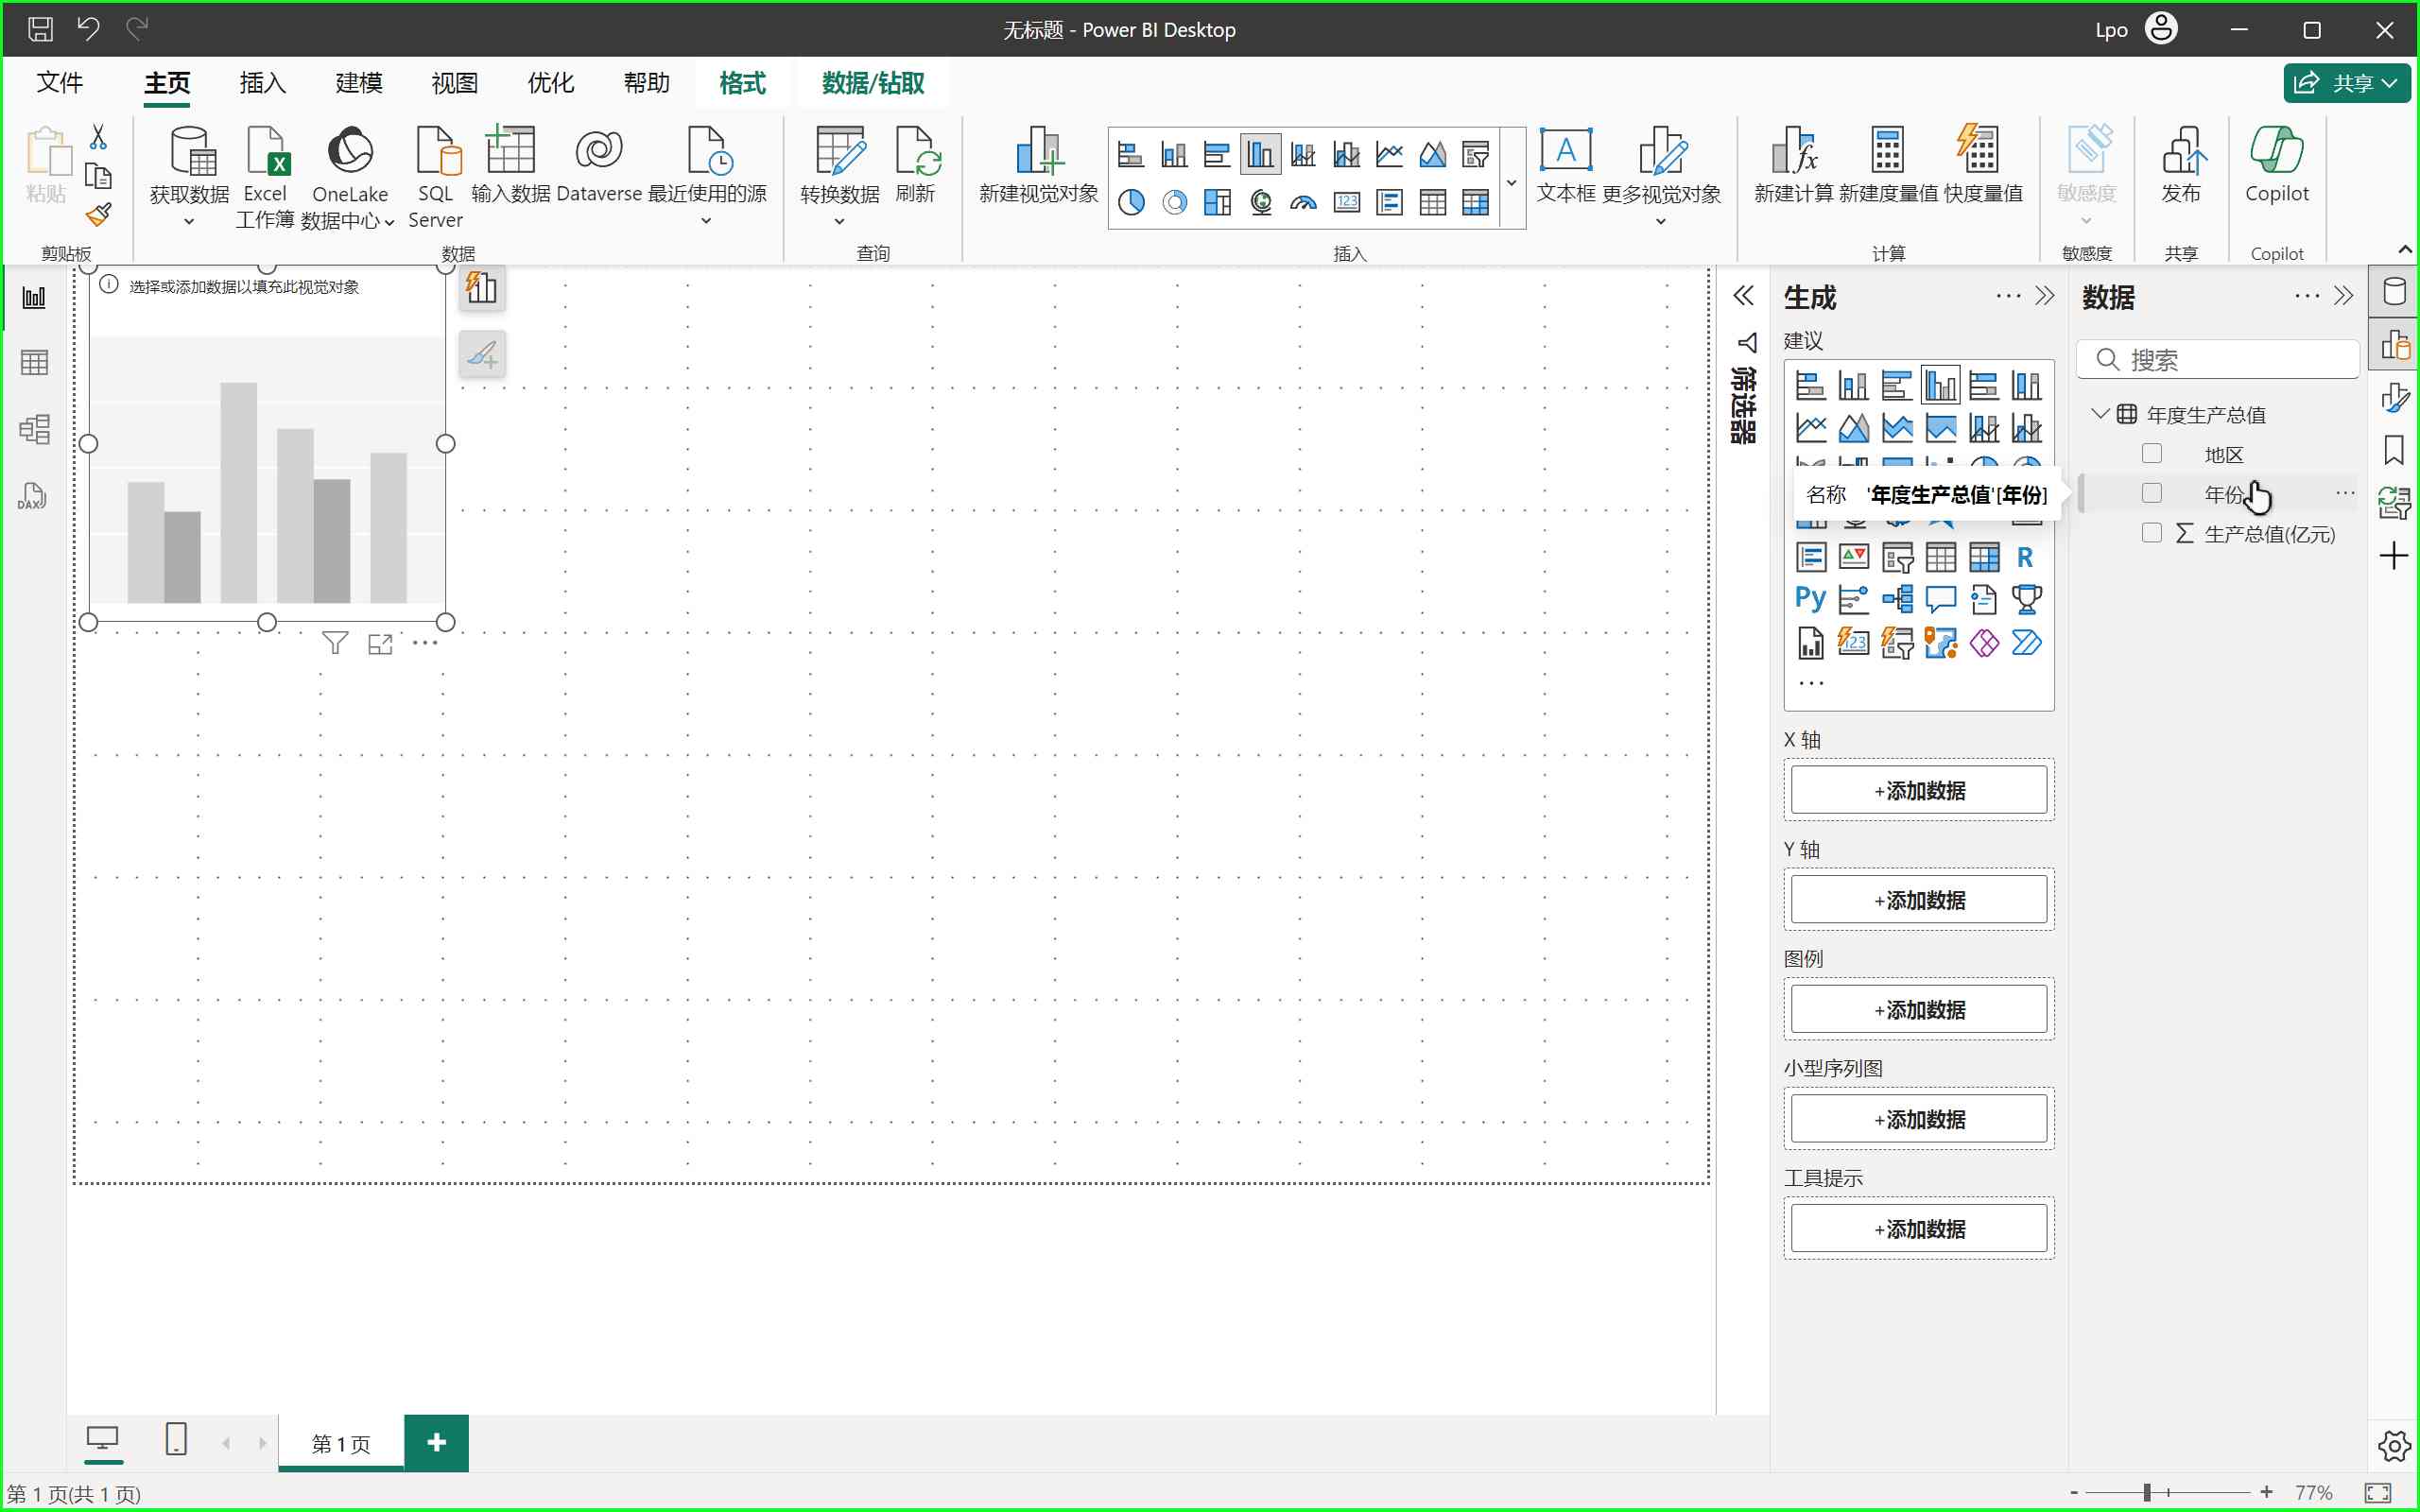 无标题 - Power BI Desktop
Lpo
文件 主页 插入 建模 视图 优化 帮助 格式 数据/钻取
共享
粘贴
剪贴板
获取数据
Excel 工作簿
OneLake 数据中心
SQL Server
输入数据
Dataverse
最近使用的源
数据
转换数据
刷新
查询
新建视觉对象
文本框
更多视觉对象
插入
新建计算
新建度量值
快度量值
计算
敏感度
敏感度
发布
共享
Copilot
Copilot
DAX
选择或添加数据以填充此视觉对象
筛选器
生成
建议
名称 '年度生产总值'[年份]
R
Py
123
X 轴
+添加数据
Y 轴
+添加数据
图例
+添加数据
小型序列图
+添加数据
工具提示
+添加数据
数据
搜索
年度生产总值
地区
年份
∑ 生产总值(亿元)
第 1 页
第 1 页(共 1 页)
- + 77%